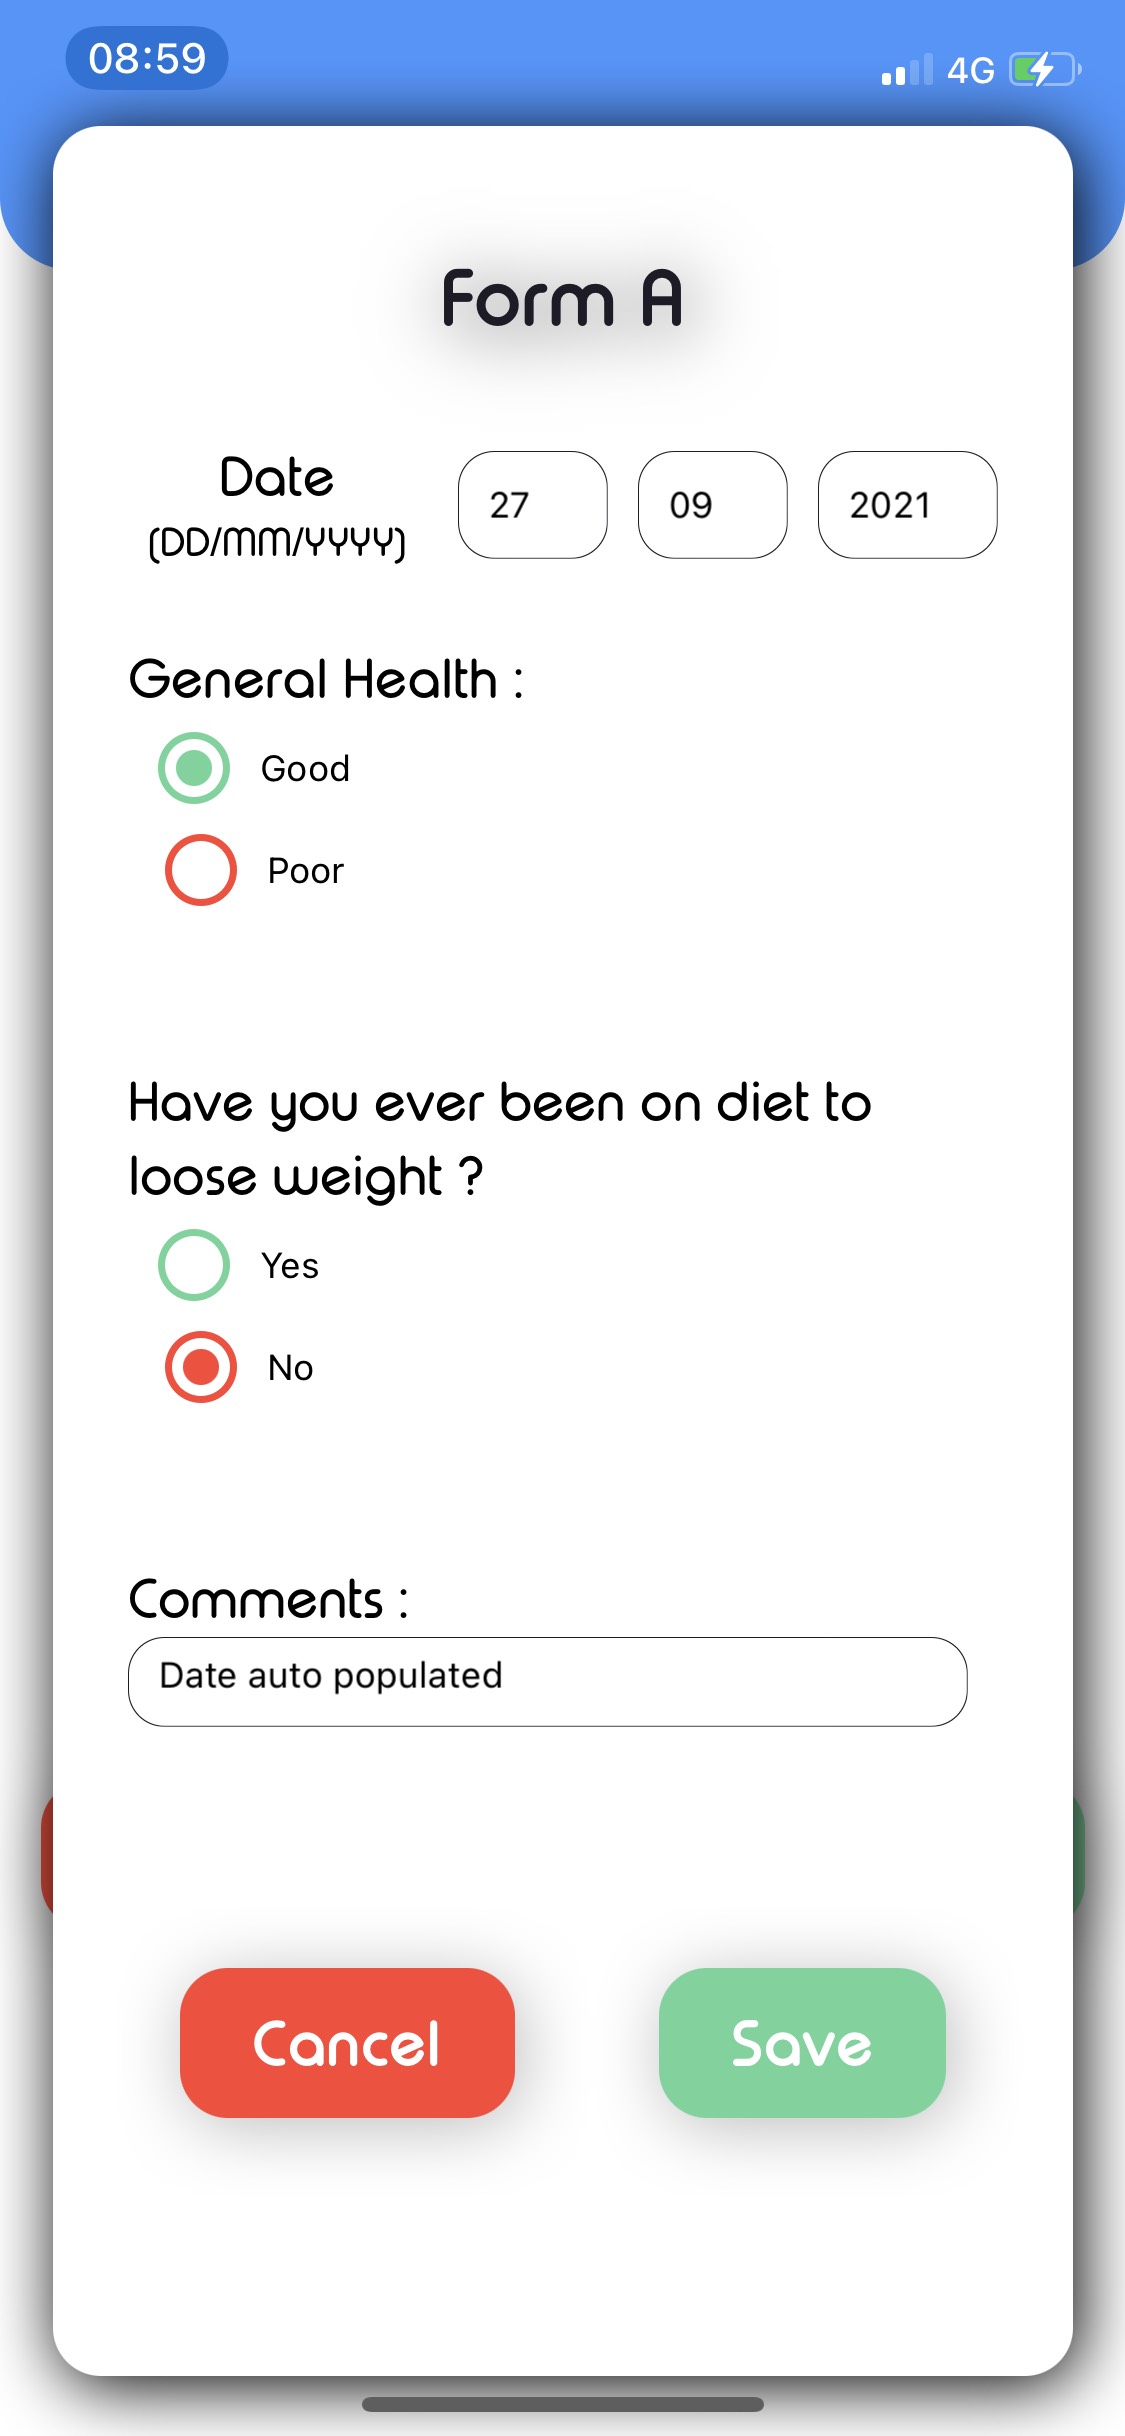 08:59
4G
Form A
Date
(DD/MM/YYYY)
27 09 2021
General Health :
Good
Poor
Have you ever been on diet to
loose weight ?
Yes
No
Comments :
Date auto populated
Cancel Save